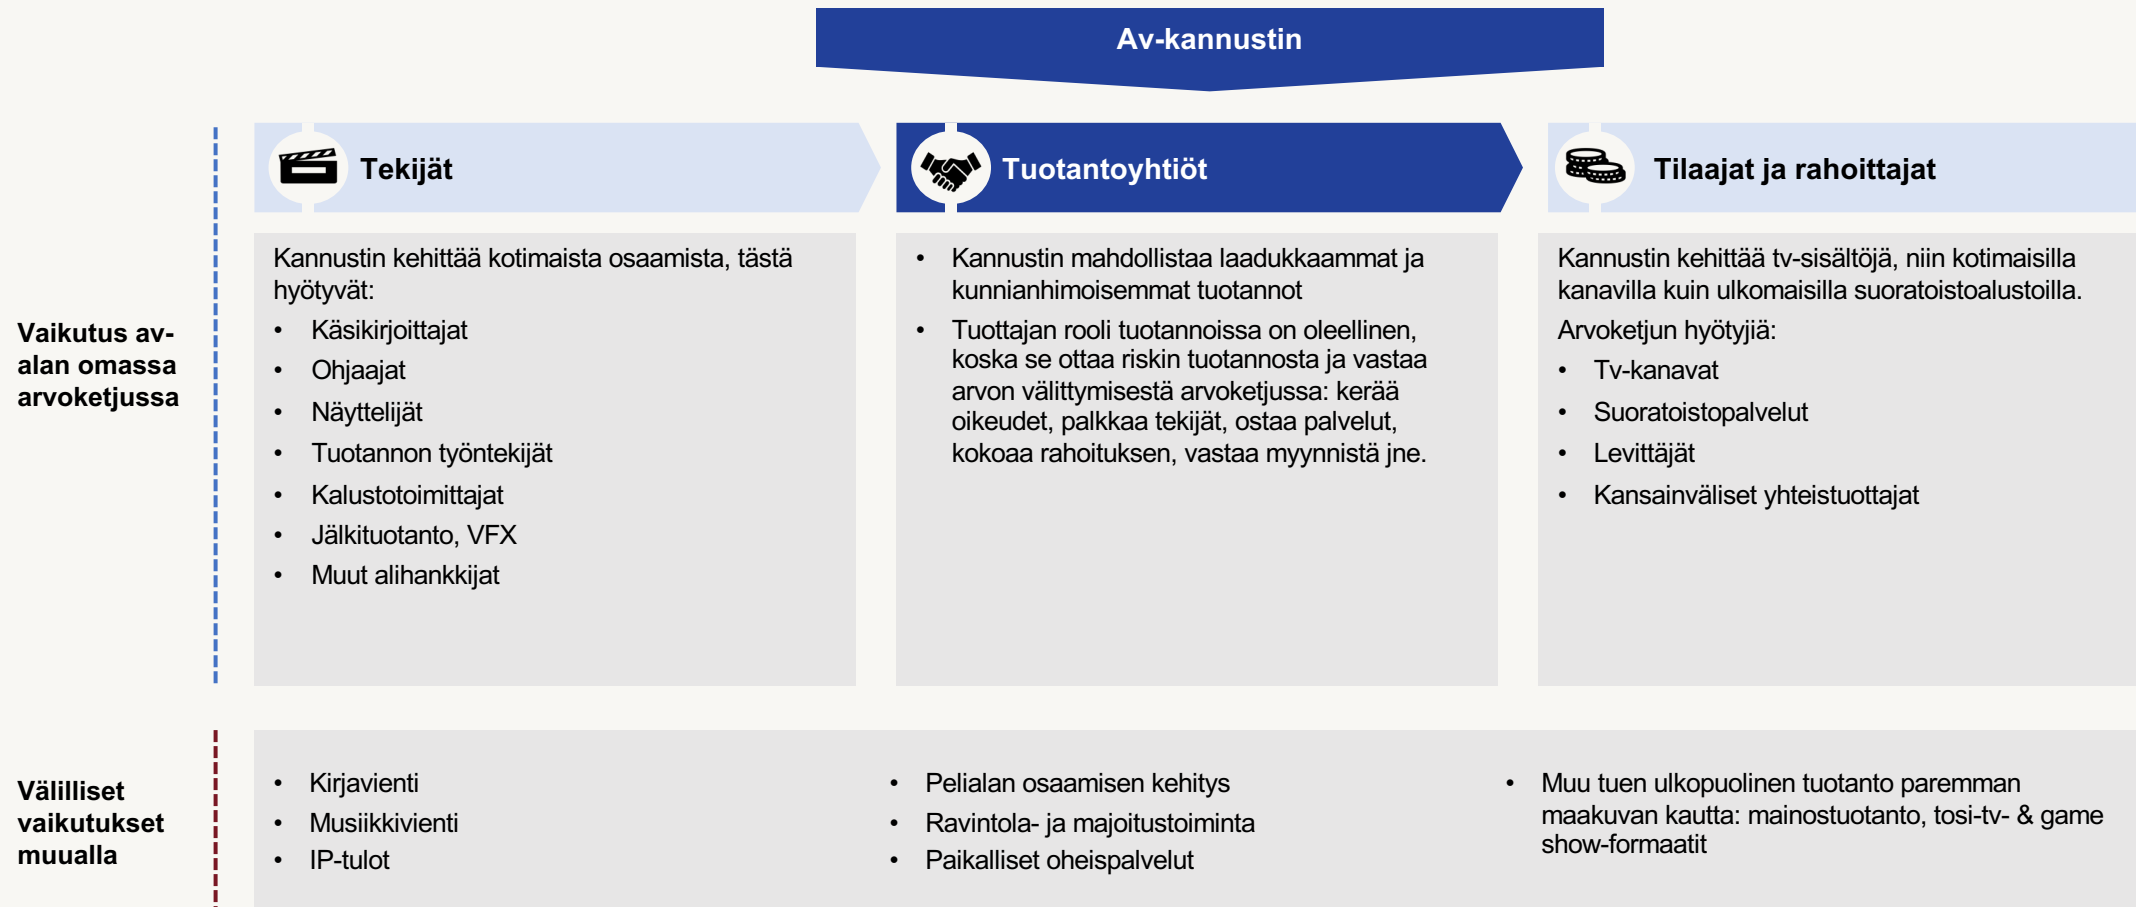 Av-kannustin
Tekijät
Tuotantoyhtiöt
Tilaajat ja rahoittajat
Vaikutus av-
alan omassa
arvoketjussa
Kannustin kehittää kotimaista osaamista, tästä
hyötyvät:
• Käsikirjoittajat
• Ohjaajat
• Näyttelijät
• Tuotannon työntekijät
• Kalustotoimittajat
• Jälkituotanto, VFX
• Muut alihankkijat
• Kannustin mahdollistaa laadukkaammat ja
kunnianhimoisemmat tuotannot
• Tuottajan rooli tuotannoissa on oleellinen,
koska se ottaa riskin tuotannosta ja vastaa
arvon välittymisestä arvoketjussa: kerää
oikeudet, palkkaa tekijät, ostaa palvelut,
kokoaa rahoituksen, vastaa myynnistä jne.
Kannustin kehittää tv-sisältöjä, niin kotimaisilla
kanavilla kuin ulkomaisilla suoratoistoalustoilla.
Arvoketjun hyötyjiä:
• Tv-kanavat
• Suoratoistopalvelut
• Levittäjät
• Kansainväliset yhteistuottajat
Välilliset
vaikutukset
muualla
• Kirjavienti
• Musiikkivienti
• IP-tulot
• Pelialan osaamisen kehitys
• Ravintola- ja majoitustoiminta
• Paikalliset oheispalvelut
• Muu tuen ulkopuolinen tuotanto paremman
maakuvan kautta: mainostuotanto, tosi-tv- & game
show-formaatit